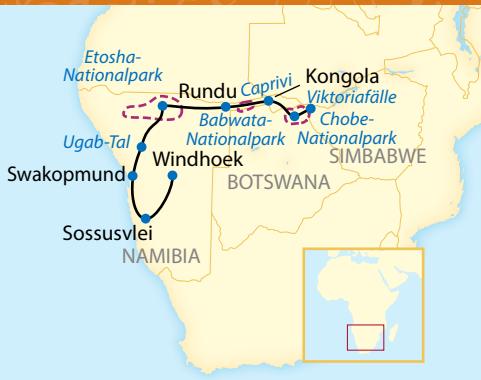 Etosha-
Nationalpark
Rundu
Caprivi
Kongola
Viktoriafälle
Babwata-
Nationalpark
Chobe-
Nationalpark
Ugab-Tal
Windhoek
SIMBABWE
Swakopmund
BOTSWANA
Sossusvlei
NAMIBIA